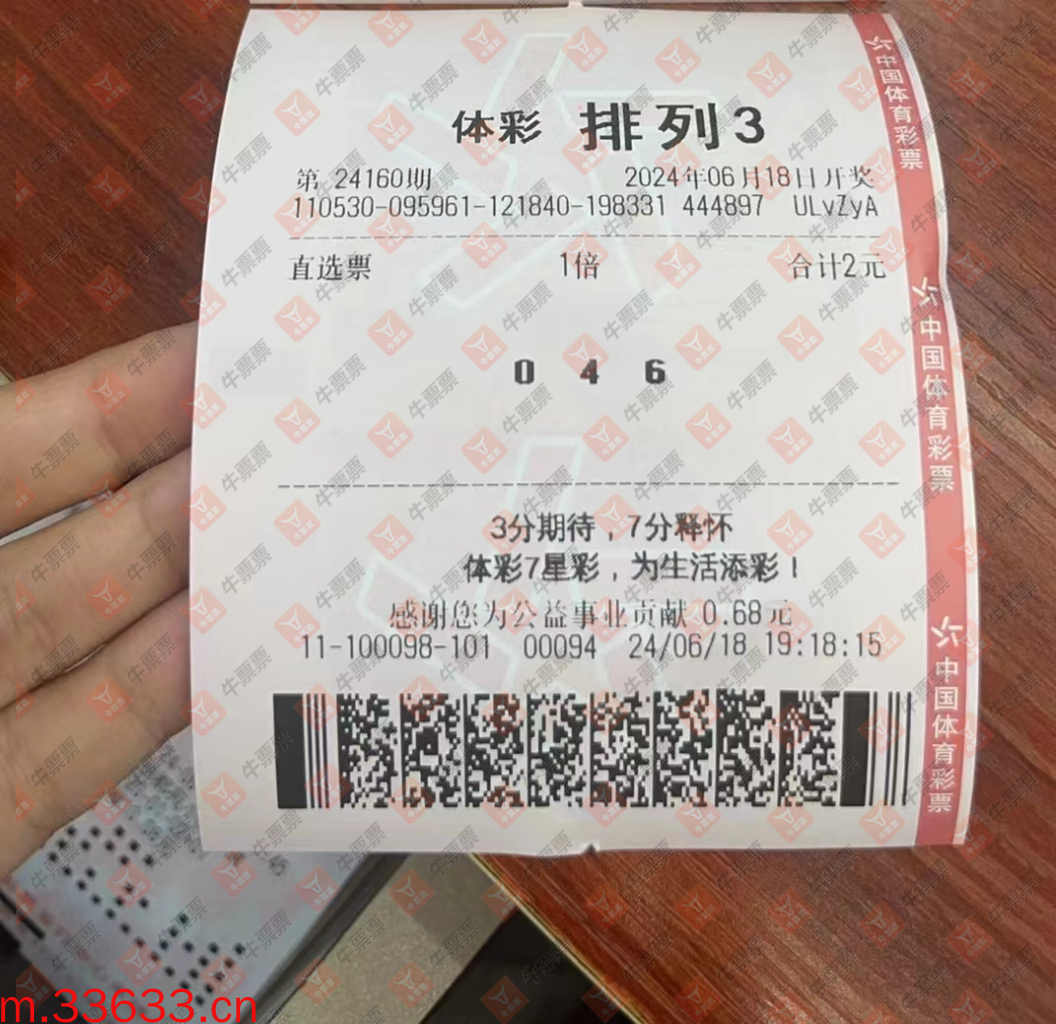 体彩 排列3
第 24160期 2024年06月18日开奖
110530-095961-121840-198331 444897 ULvZyA
直选票 1倍 合计2元
0 4 6
3分期待，7分释怀
体彩7星彩，为生活添彩！
感谢您为公益事业贡献 0.68元
11-100098-101 00094 24/06/18 19:18:15
中国体育彩票
中国体育彩票
中国体育彩票
牛票票
m.33633.cn